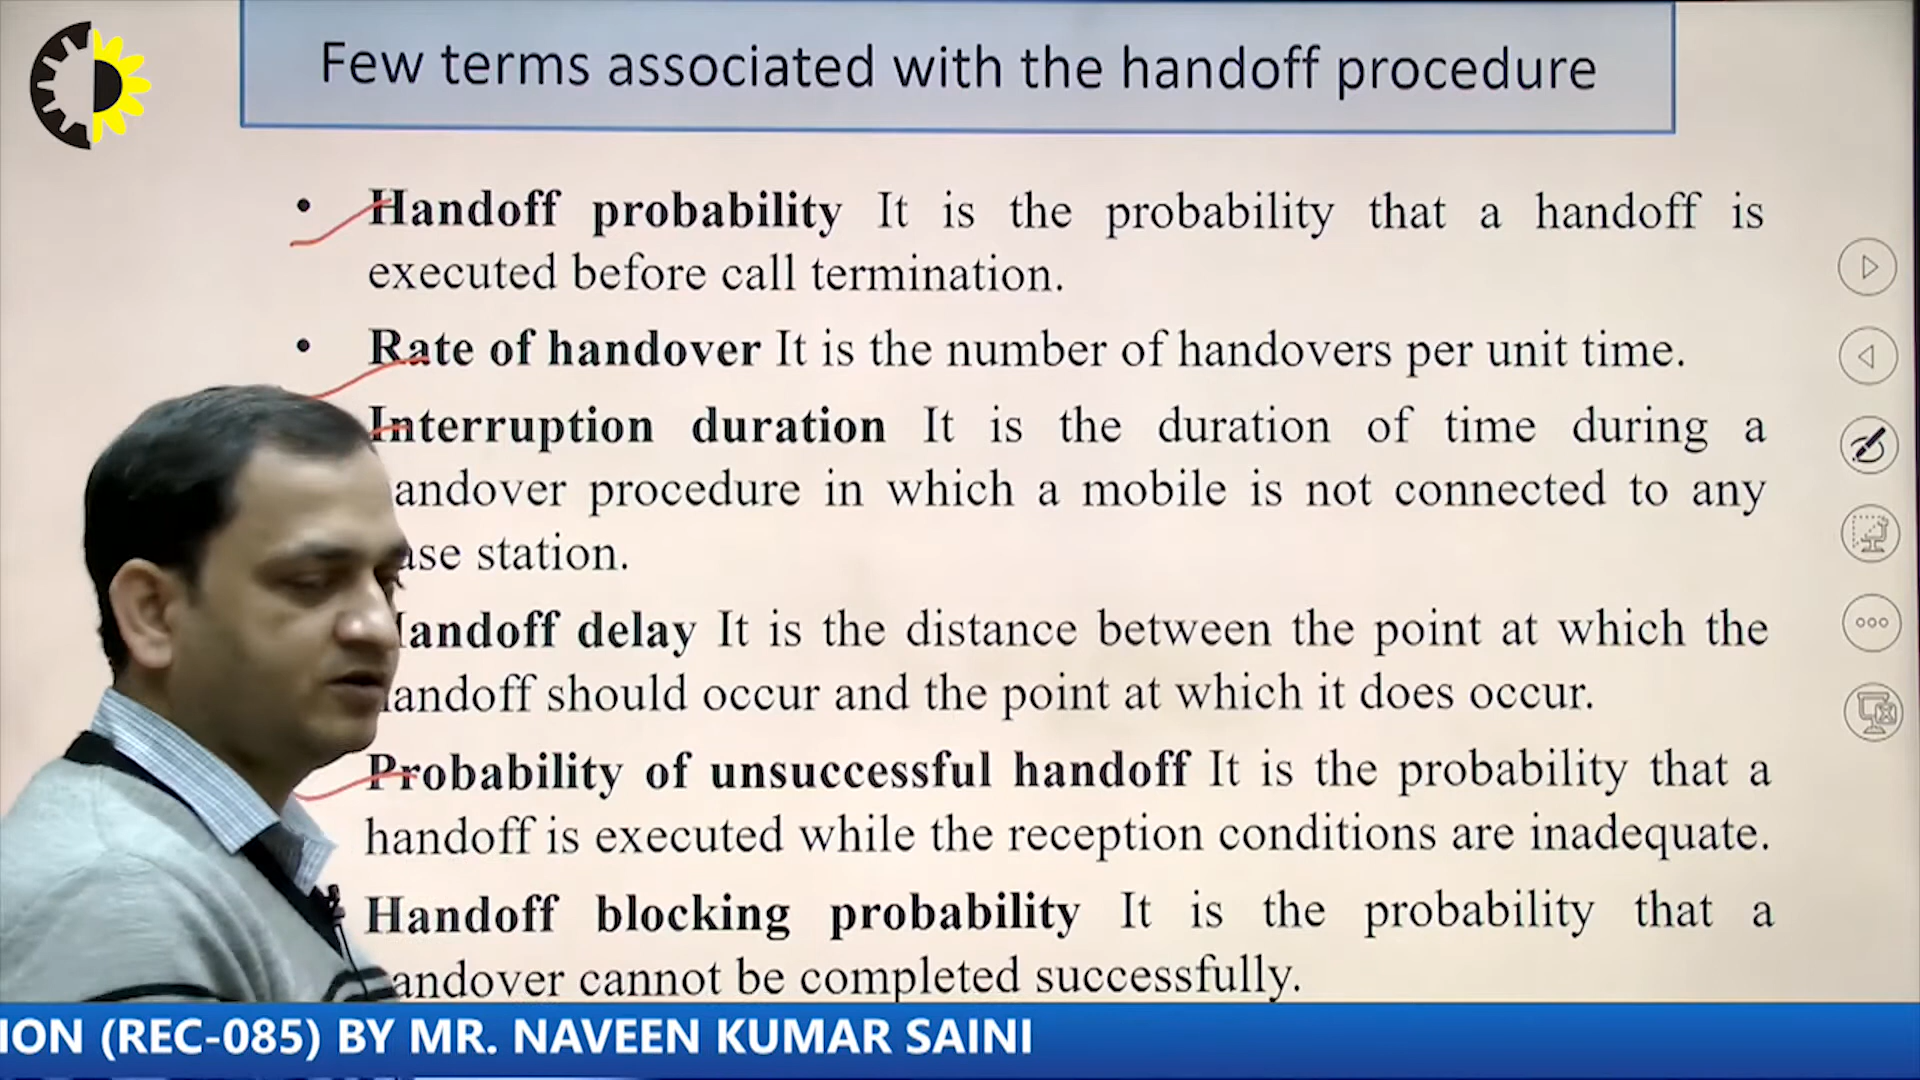 Few terms associated with the handoff procedure
• Handoff probability It is the probability that a handoff is
executed before call termination.
• Rate of handover It is the number of handovers per unit time.
Interruption duration It is the duration of time during a
andover procedure in which a mobile is not connected to any
ase station.
andoff delay It is the distance between the point at which the
andoff should occur and the point at which it does occur.
Probability of unsuccessful handoff It is the probability that a
handoff is executed while the reception conditions are inadequate.
Handoff blocking probability It is the probability that a
andover cannot be completed successfully.
ION (REC-085) BY MR. NAVEEN KUMAR SAINI